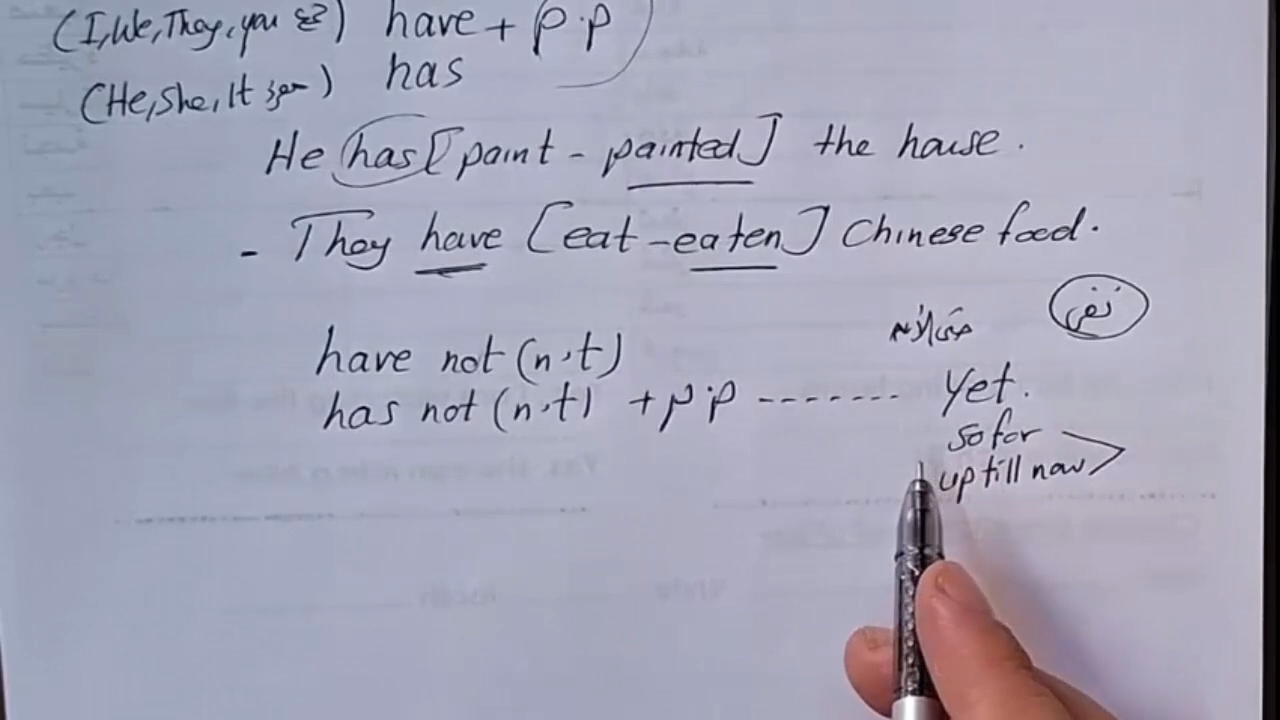 (I, We, They, you جمع) have + p.p
(He, She, It مفرد) has
He has [paint - painted] the house.
- They have [eat - eaten] Chinese food.
نفى
حتى الآن
have not (n't)
has not (n't) + p.p ------- yet.
so far
up till now